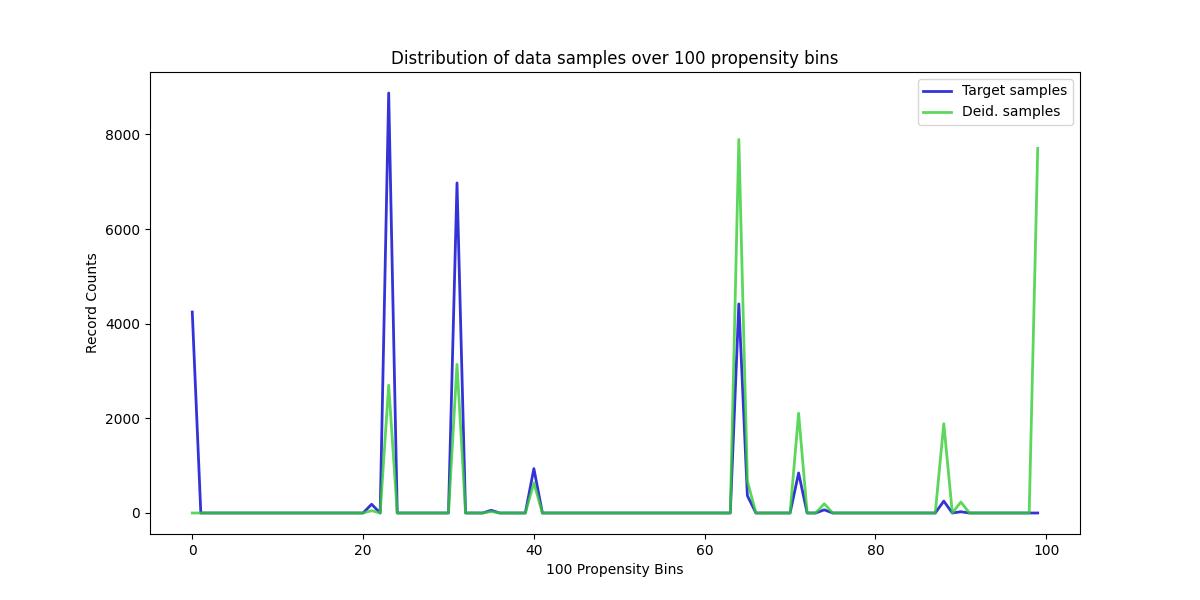 Distribution of data samples over 100 propensity bins
Target samples
Deid. samples
8000
6000
4000
2000
0
Record Counts
0 20 40 60 80 100
100 Propensity Bins